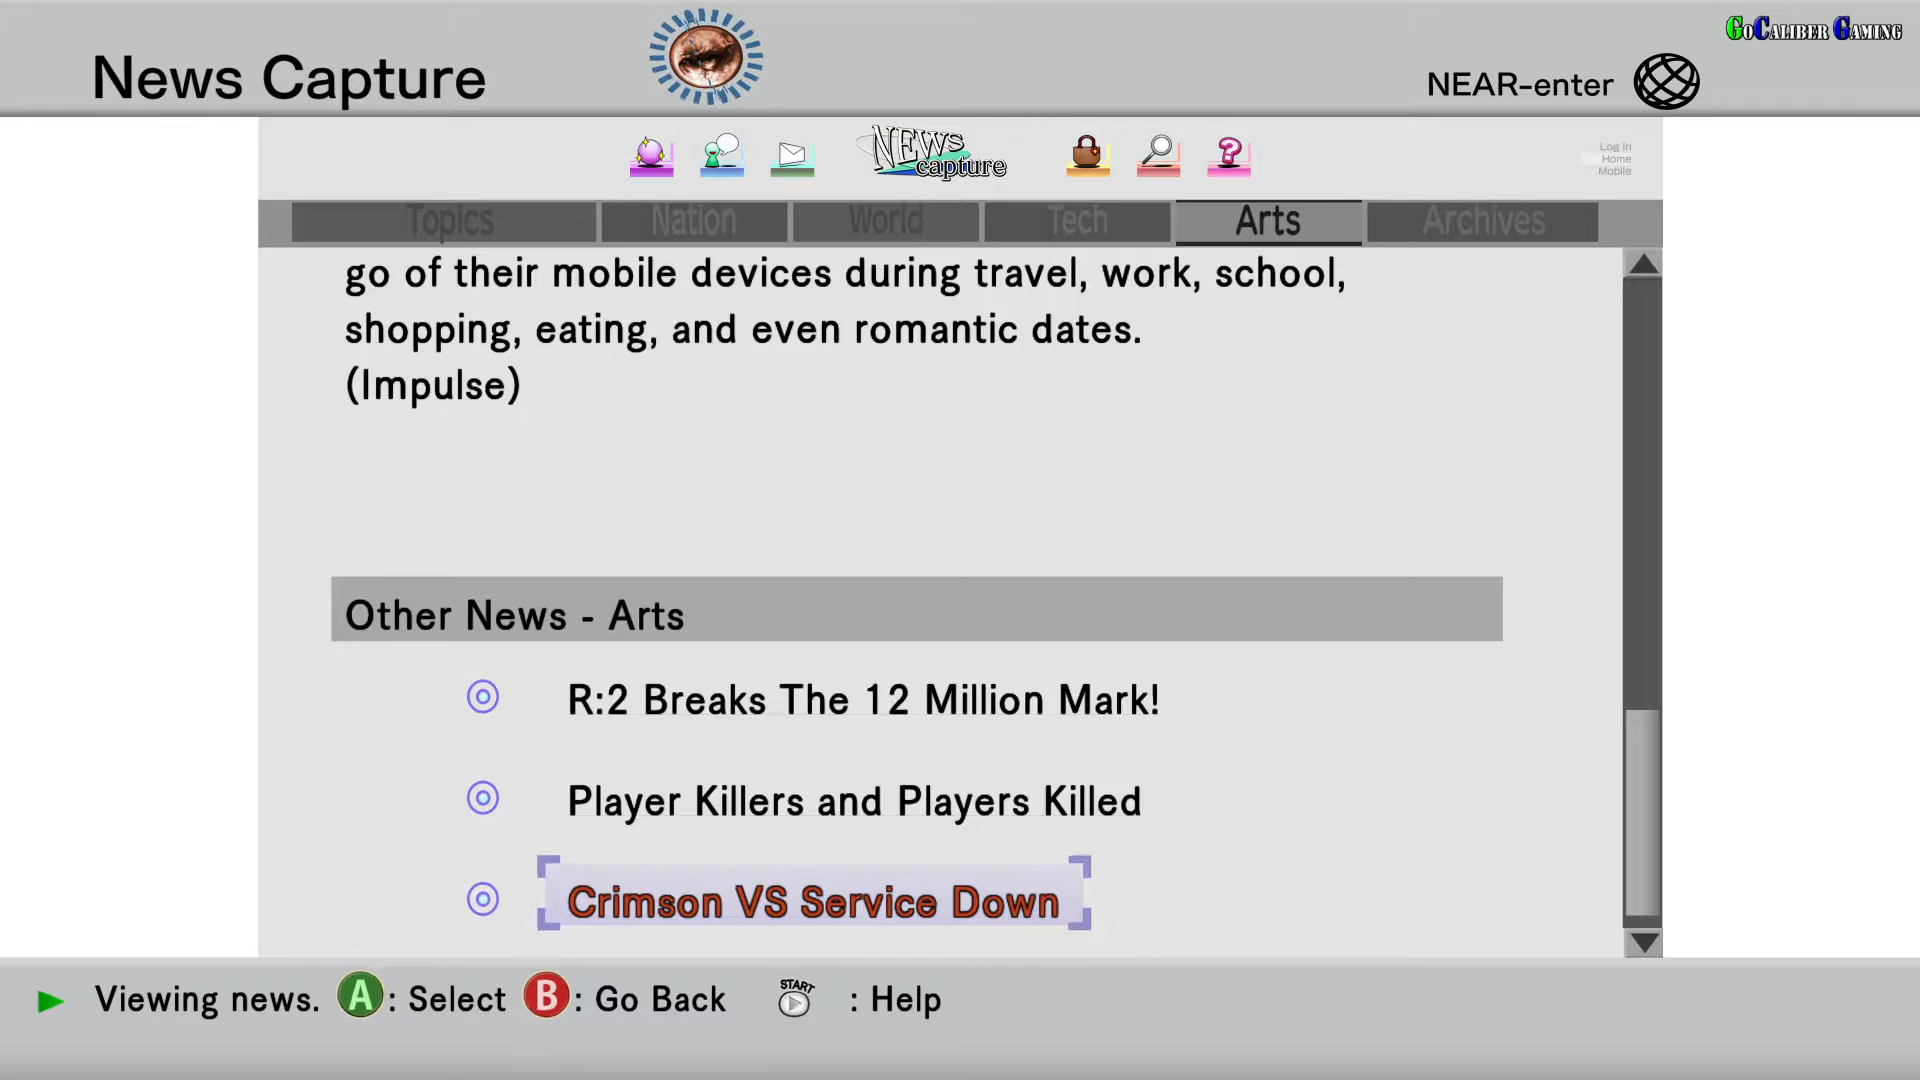 GoCaliber Gaming
News Capture
NEAR-enter
NEWS
capture
?
Log In
Home
Mobile
Topics
Nation
World
Tech
Arts
Archives
go of their mobile devices during travel, work, school,
shopping, eating, and even romantic dates.
(Impulse)
Other News - Arts
R:2 Breaks The 12 Million Mark!
Player Killers and Players Killed
Crimson VS Service Down
Viewing news. A : Select B : Go Back START : Help